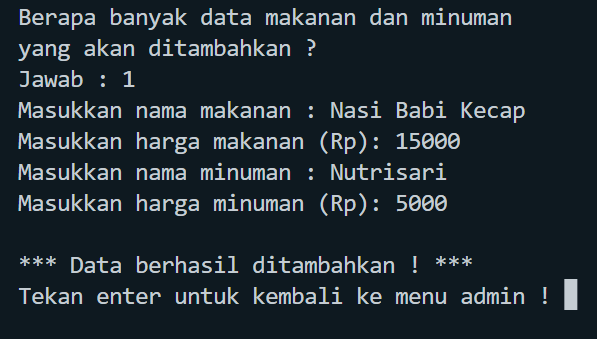 Berapa banyak data makanan dan minuman
yang akan ditambahkan ?
Jawab : 1
Masukkan nama makanan : Nasi Babi Kecap
Masukkan harga makanan (Rp): 15000
Masukkan nama minuman : Nutrisari
Masukkan harga minuman (Rp): 5000

*** Data berhasil ditambahkan ! ***
Tekan enter untuk kembali ke menu admin !